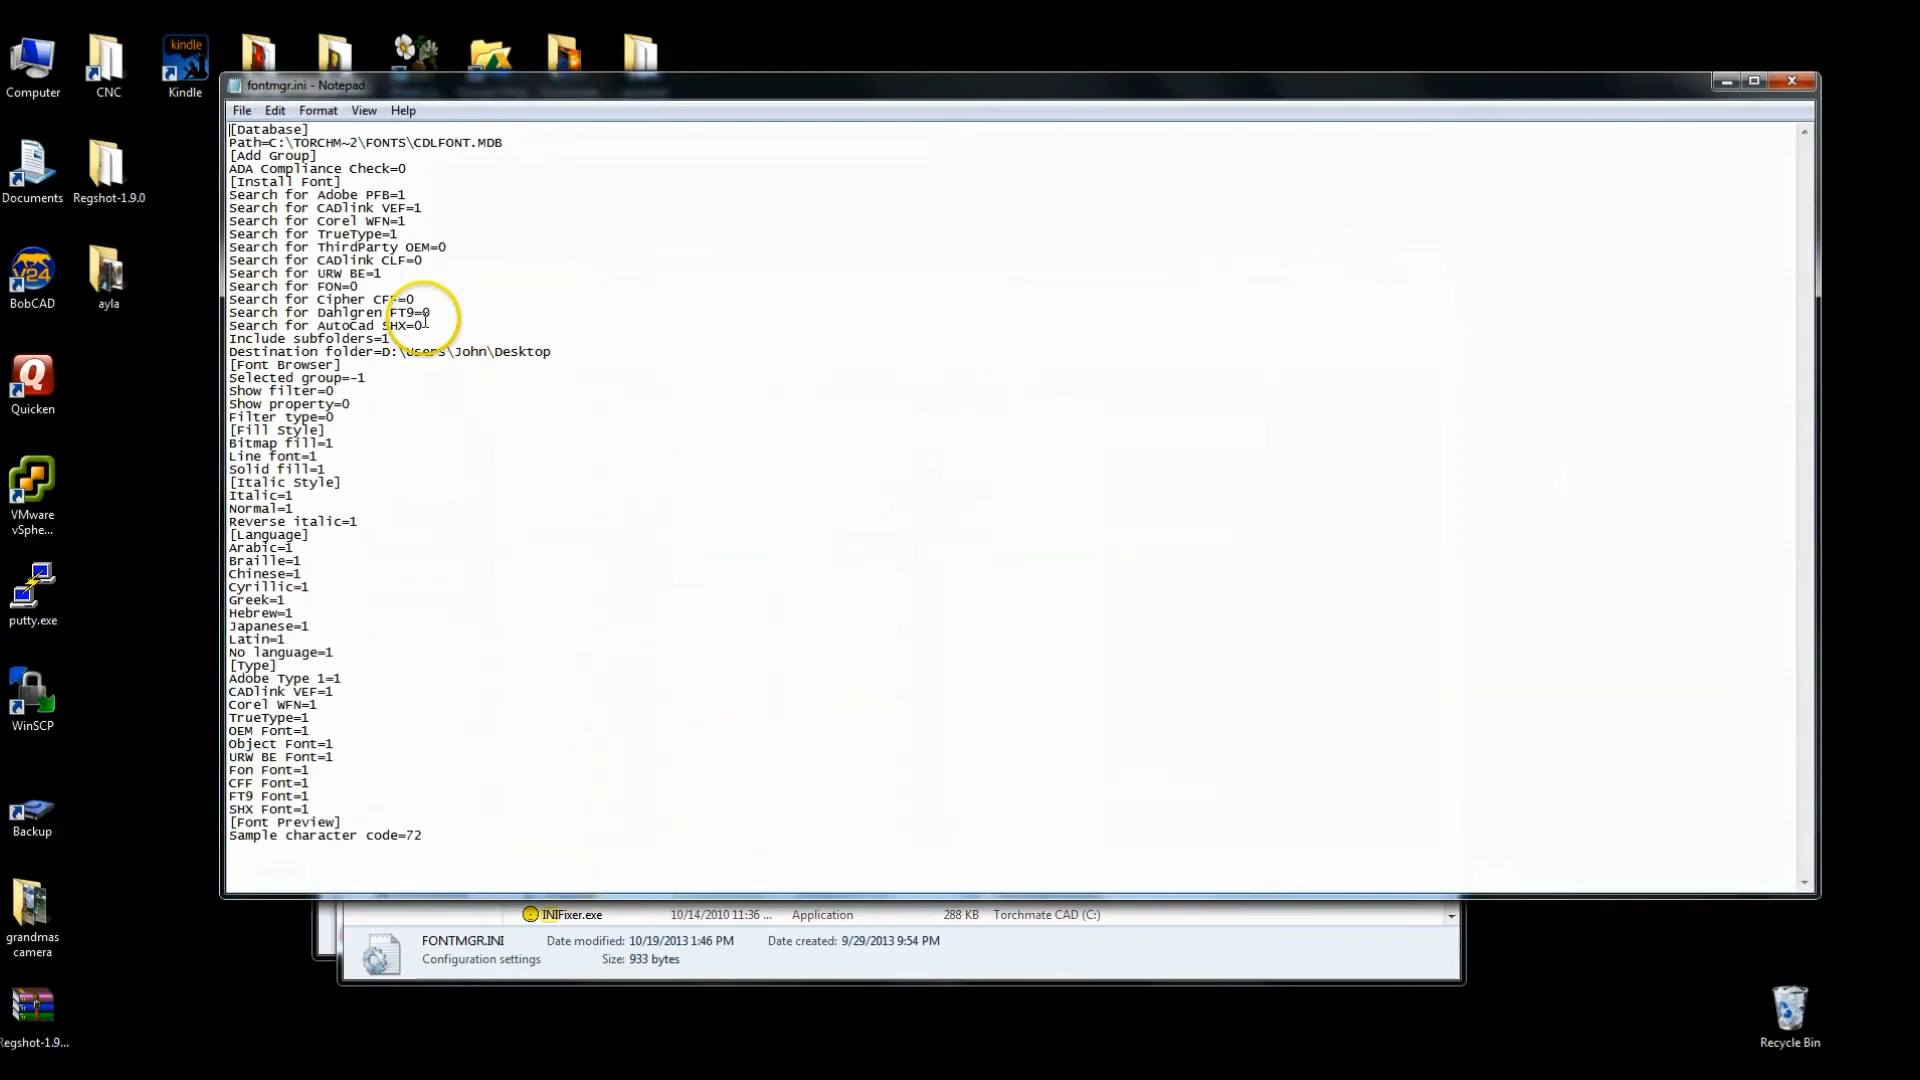 kindle
Computer
CNC
Kindle
fontmgr.ini - Notepad
File Edit Format View Help
[Database]
Path=C:\TORCHM~2\FONTS\CDLFONT.MDB
[Add Group]
ADA Compliance Check=0
[Install Font]
Search for Adobe PFB=1
Search for CADlink VEF=1
Search for Corel WFN=1
Search for TrueType=1
Search for ThirdParty OEM=0
Search for CADlink CLF=0
Search for URW BE=1
Search for FON=0
Search for Cipher CFF=0
Search for Dahlgren FT9=0
Search for AutoCad SHX=0
Include subfolders=1
Destination folder=D:\Users\John\Desktop
[Font Browser]
Selected group=-1
Show filter=0
Show property=0
Filter type=0
[Fill Style]
Bitmap fill=1
Line font=1
Solid fill=1
[Italic Style]
Italic=1
Normal=1
Reverse italic=1
[Language]
Arabic=1
Braille=1
Chinese=1
Cyrillic=1
Greek=1
Hebrew=1
Japanese=1
Latin=1
No language=1
[Type]
Adobe Type 1=1
CADlink VEF=1
Corel WFN=1
TrueType=1
OEM Font=1
Object Font=1
URW BE Font=1
Fon Font=1
CFF Font=1
FT9 Font=1
SHX Font=1
[Font Preview]
Sample character code=72
Documents
Regshot-1.9.0
V24
BobCAD
ayla
Q
Quicken
VMware
vSphe...
putty.exe
WinSCP
Backup
grandmas
camera
Regshot-1.9...
INIFixer.exe 10/14/2010 11:36 ... Application 288 KB Torchmate CAD (C:)
FONTMGR.INI Date modified: 10/19/2013 1:46 PM Date created: 9/29/2013 9:54 PM
Configuration settings Size: 933 bytes
Recycle Bin